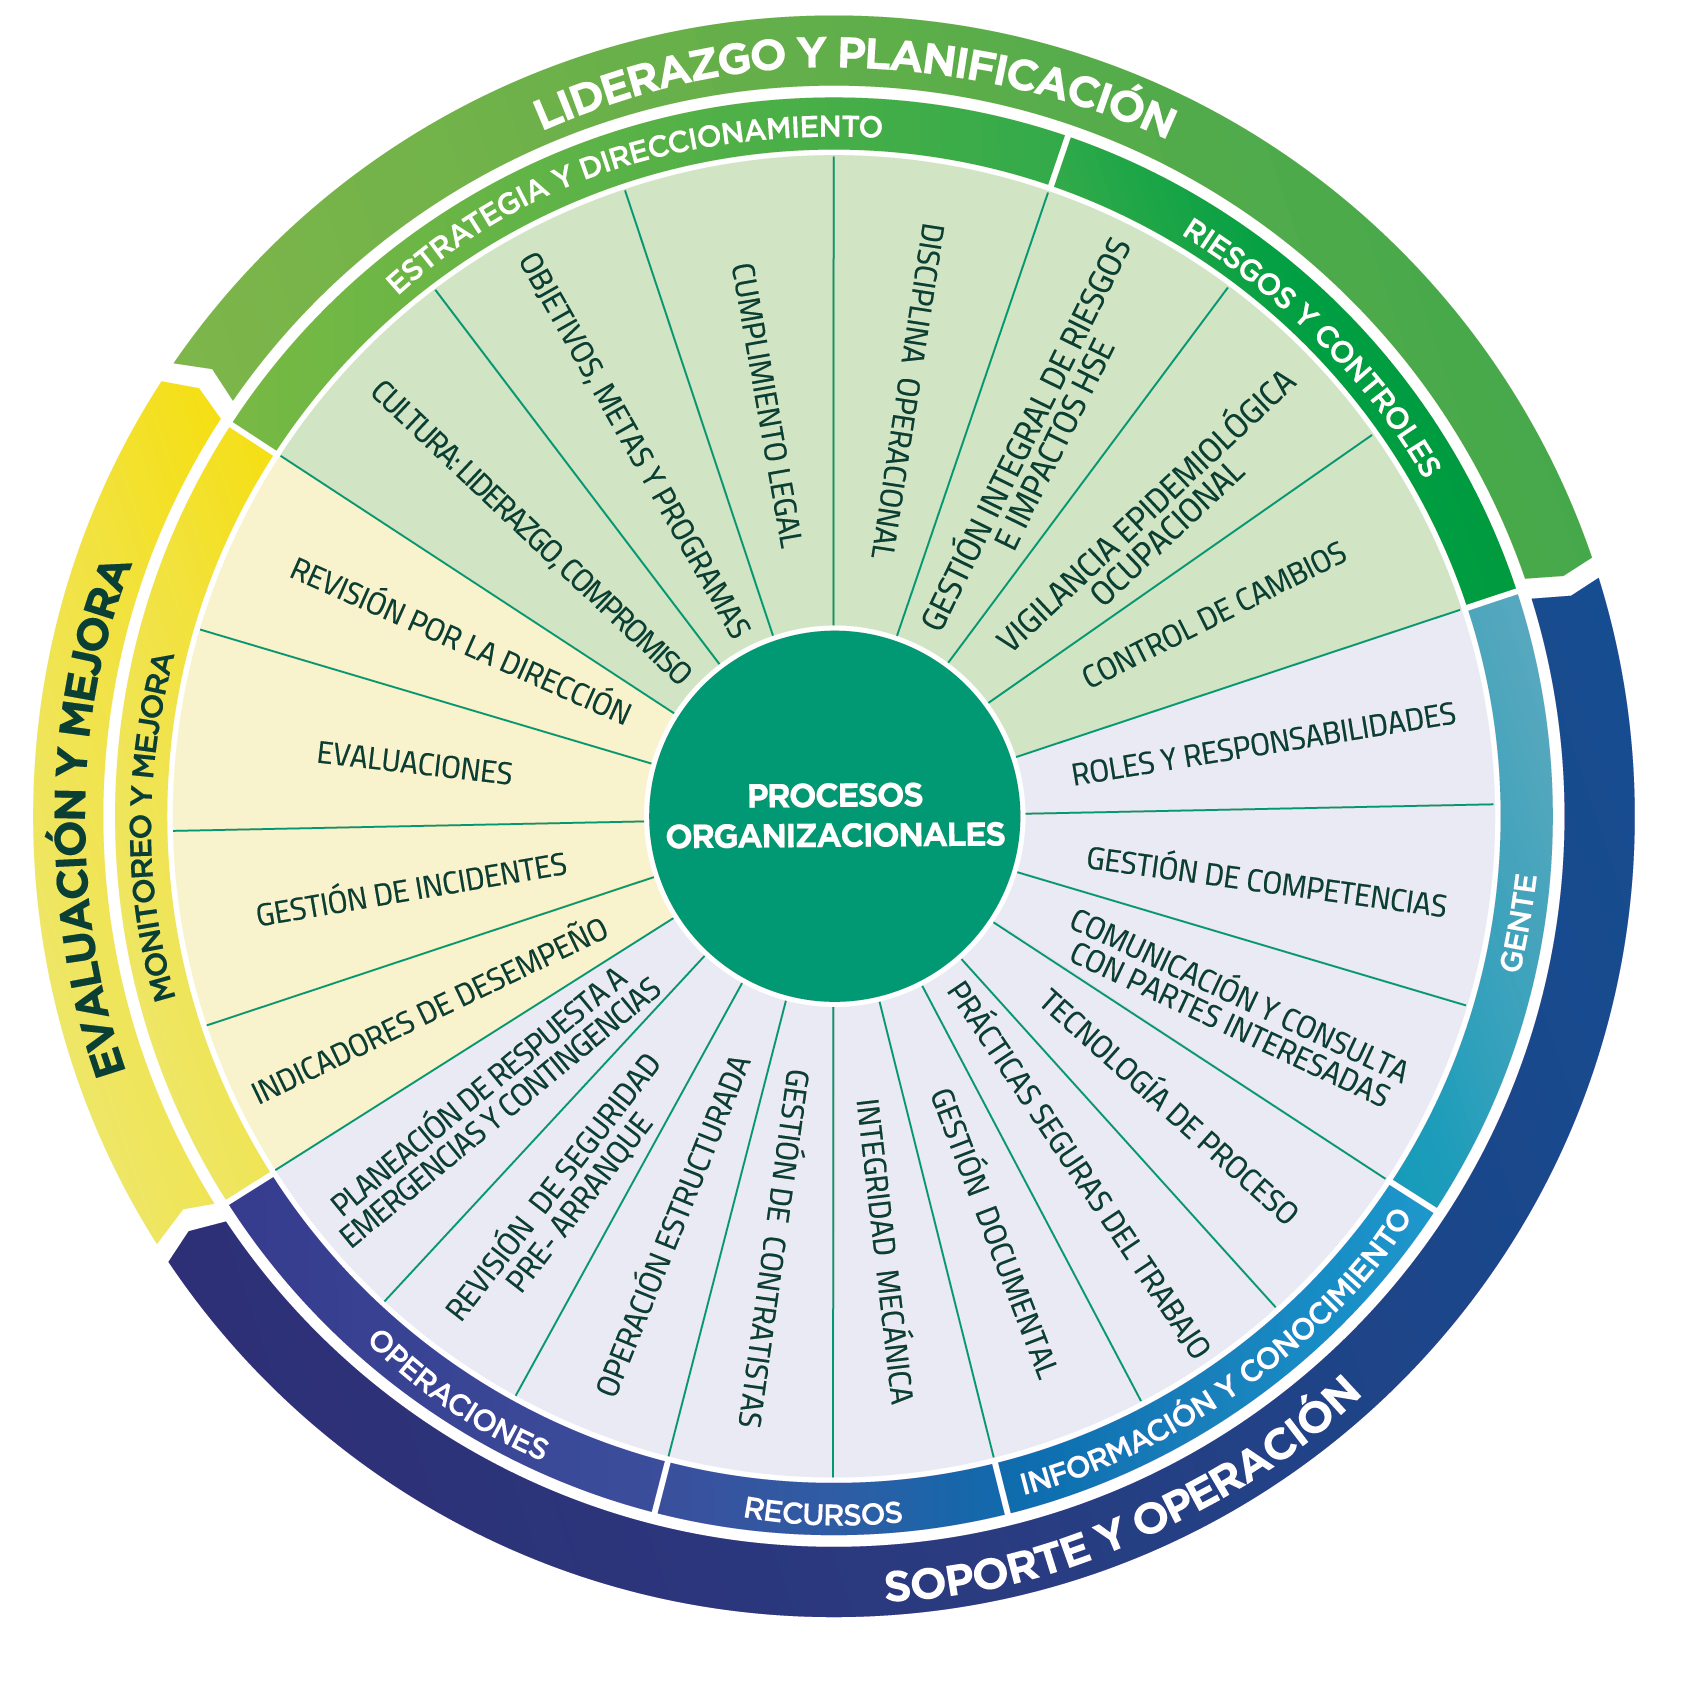 LIDERAZGO Y PLANIFICACIÓN
ESTRATEGIA Y DIRECCIONAMIENTO
RIESGOS Y CONTROLES
CULTURA: LIDERAZGO, COMPROMISO
OBJETIVOS, METAS Y PROGRAMAS
CUMPLIMIENTO LEGAL
DISCIPLINA OPERACIONAL
GESTIÓN INTEGRAL DE RIESGOS
E IMPACTOS HSE
VIGILANCIA EPIDEMIOLÓGICA
OCUPACIONAL
CONTROL DE CAMBIOS
SOPORTE Y OPERACIÓN
GENTE
ROLES Y RESPONSABILIDADES
GESTIÓN DE COMPETENCIAS
COMUNICACIÓN Y CONSULTA
CON PARTES INTERESADAS
INFORMACIÓN Y CONOCIMIENTO
TECNOLOGÍA DE PROCESO
PRÁCTICAS SEGURAS DEL TRABAJO
GESTIÓN DOCUMENTAL
RECURSOS
INTEGRIDAD MECÁNICA
GESTIÓN DE CONTRATISTAS
OPERACIONES
OPERACIÓN ESTRUCTURADA
REVISIÓN DE SEGURIDAD
PRE- ARRANQUE
PLANEACIÓN DE RESPUESTA A
EMERGENCIAS Y CONTINGENCIAS
EVALUACIÓN Y MEJORA
MONITOREO Y MEJORA
INDICADORES DE DESEMPEÑO
GESTIÓN DE INCIDENTES
EVALUACIONES
REVISIÓN POR LA DIRECCIÓN
PROCESOS
ORGANIZACIONALES